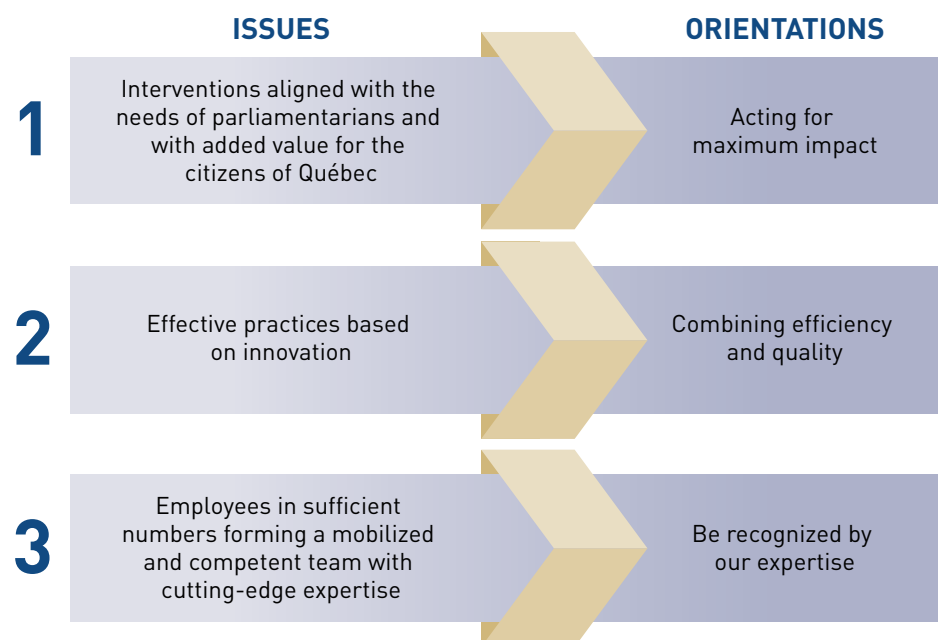 ISSUES
ORIENTATIONS
1
Interventions aligned with the
needs of parliamentarians and
with added value for the
citizens of Québec
Acting for
maximum impact
2
Effective practices based
on innovation
Combining efficiency
and quality
3
Employees in sufficient
numbers forming a mobilized
and competent team with
cutting-edge expertise
Be recognized by
our expertise